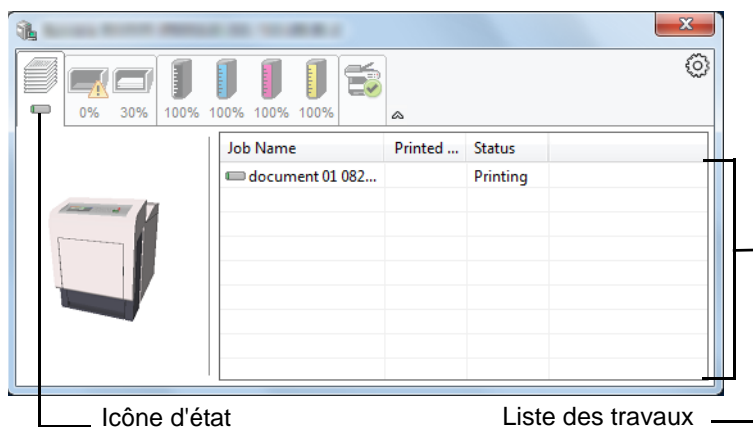 0% 30% 100% 100% 100% 100%
Job Name Printed ... Status
document 01 082... Printing
Icône d'état Liste des travaux